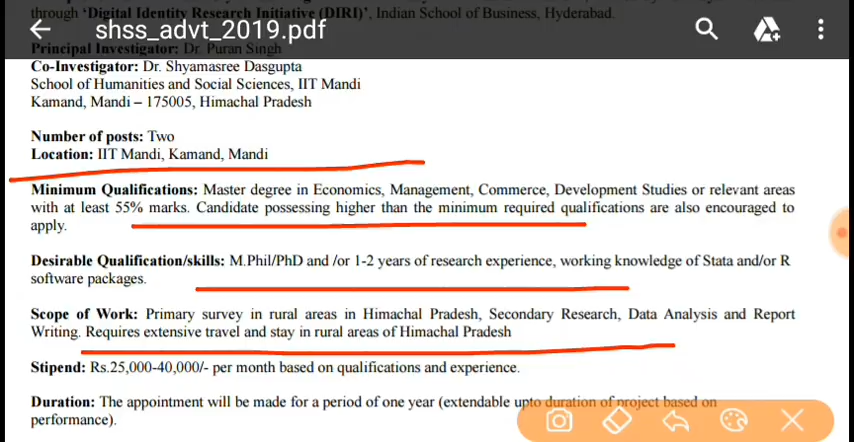 through ‘Digital Identity Research Initiative (DIRI)’, Indian School of Business, Hyderabad.
shss_advt_2019.pdf
Principal Investigator: Dr. Puran Singh
Co-Investigator: Dr. Shyamasree Dasgupta
School of Humanities and Social Sciences, IIT Mandi
Kamand, Mandi – 175005, Himachal Pradesh
Number of posts: Two
Location: IIT Mandi, Kamand, Mandi
Minimum Qualifications: Master degree in Economics, Management, Commerce, Development Studies or relevant areas
with at least 55% marks. Candidate possessing higher than the minimum required qualifications are also encouraged to
apply.
Desirable Qualification/skills: M.Phil/PhD and /or 1-2 years of research experience, working knowledge of Stata and/or R
software packages.
Scope of Work: Primary survey in rural areas in Himachal Pradesh, Secondary Research, Data Analysis and Report
Writing. Requires extensive travel and stay in rural areas of Himachal Pradesh
Stipend: Rs.25,000-40,000/- per month based on qualifications and experience.
Duration: The appointment will be made for a period of one year (extendable upto duration of project based on
performance).